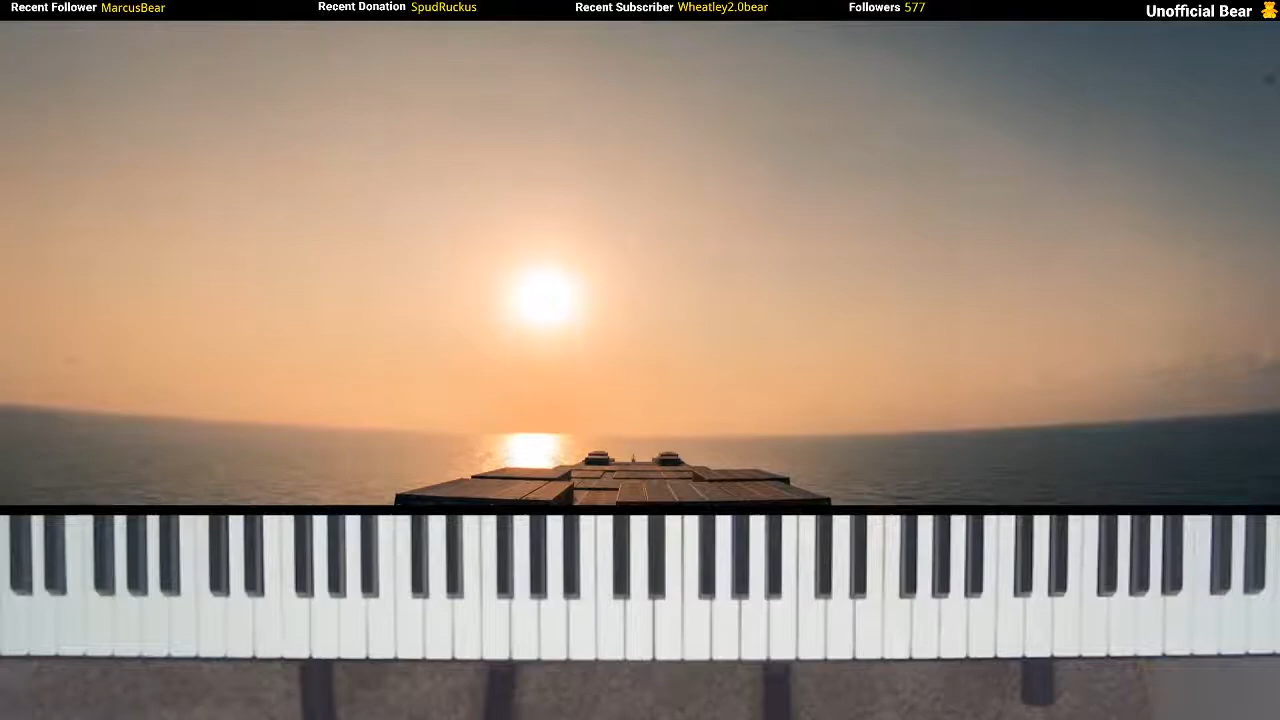 Recent Follower MarcusBear
Recent Donation SpudRuckus
Recent Subscriber Wheatley2.0bear
Followers 577
Unofficial Bear